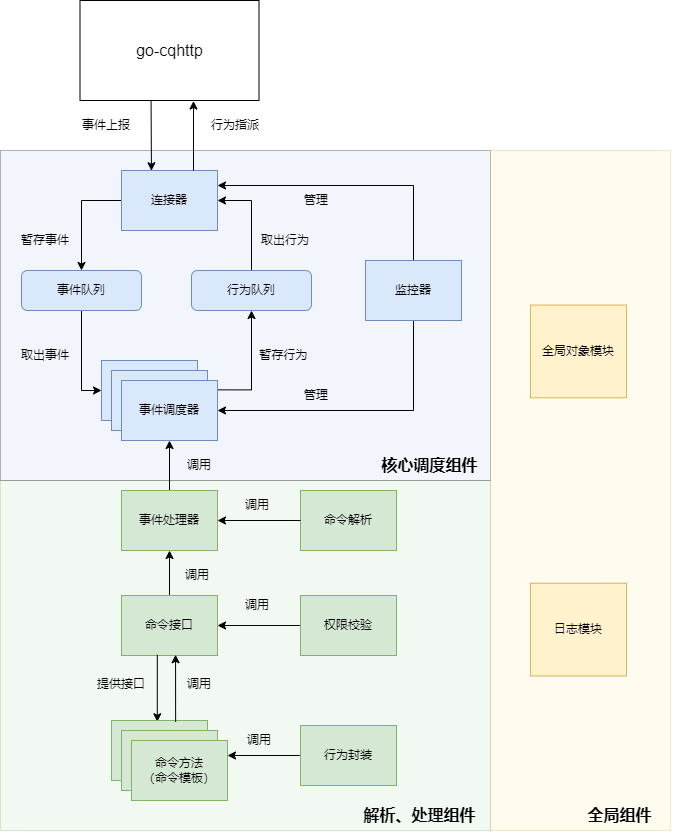 go-cqhttp
事件上报
行为指派
连接器
管理
暂存事件
取出行为
事件队列
行为队列
监控器
取出事件
暂存行为
全局对象模块
管理
事件调度器
调用
核心调度组件
事件处理器
调用
命令解析
调用
命令接口
调用
权限校验
日志模块
提供接口
调用
命令方法
（命令模板）
调用
行为封装
解析、处理组件
全局组件